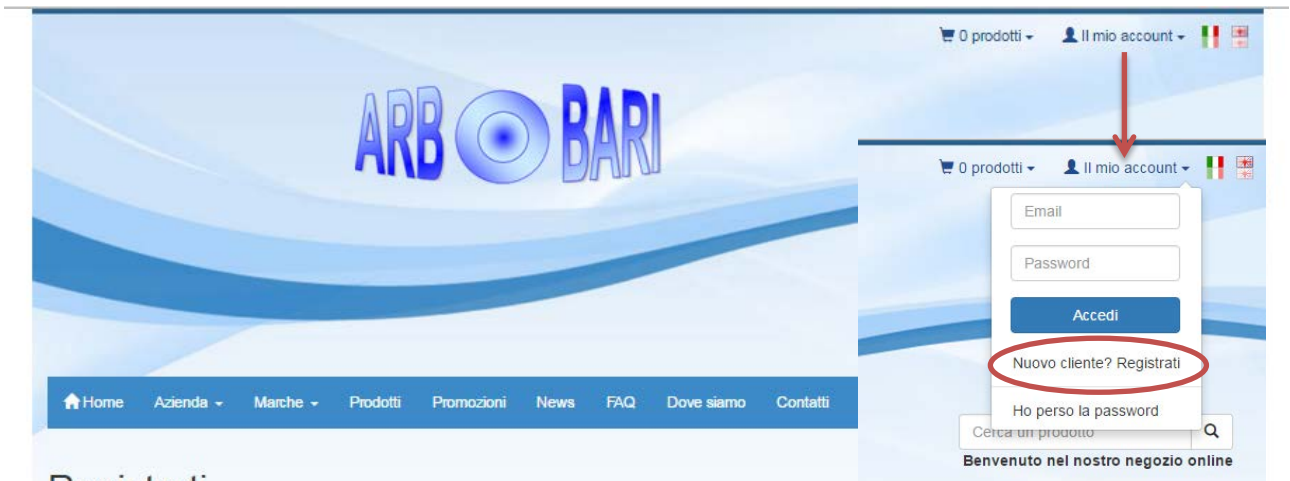 0 prodotti
Il mio account
ARB BARI
0 prodotti
Il mio account
Email
Password
Accedi
Nuovo cliente? Registrati
Ho perso la password
Home Azienda Marche Prodotti Promozioni News FAQ Dove siamo Contatti
Cerca un prodotto
Benvenuto nel nostro negozio online